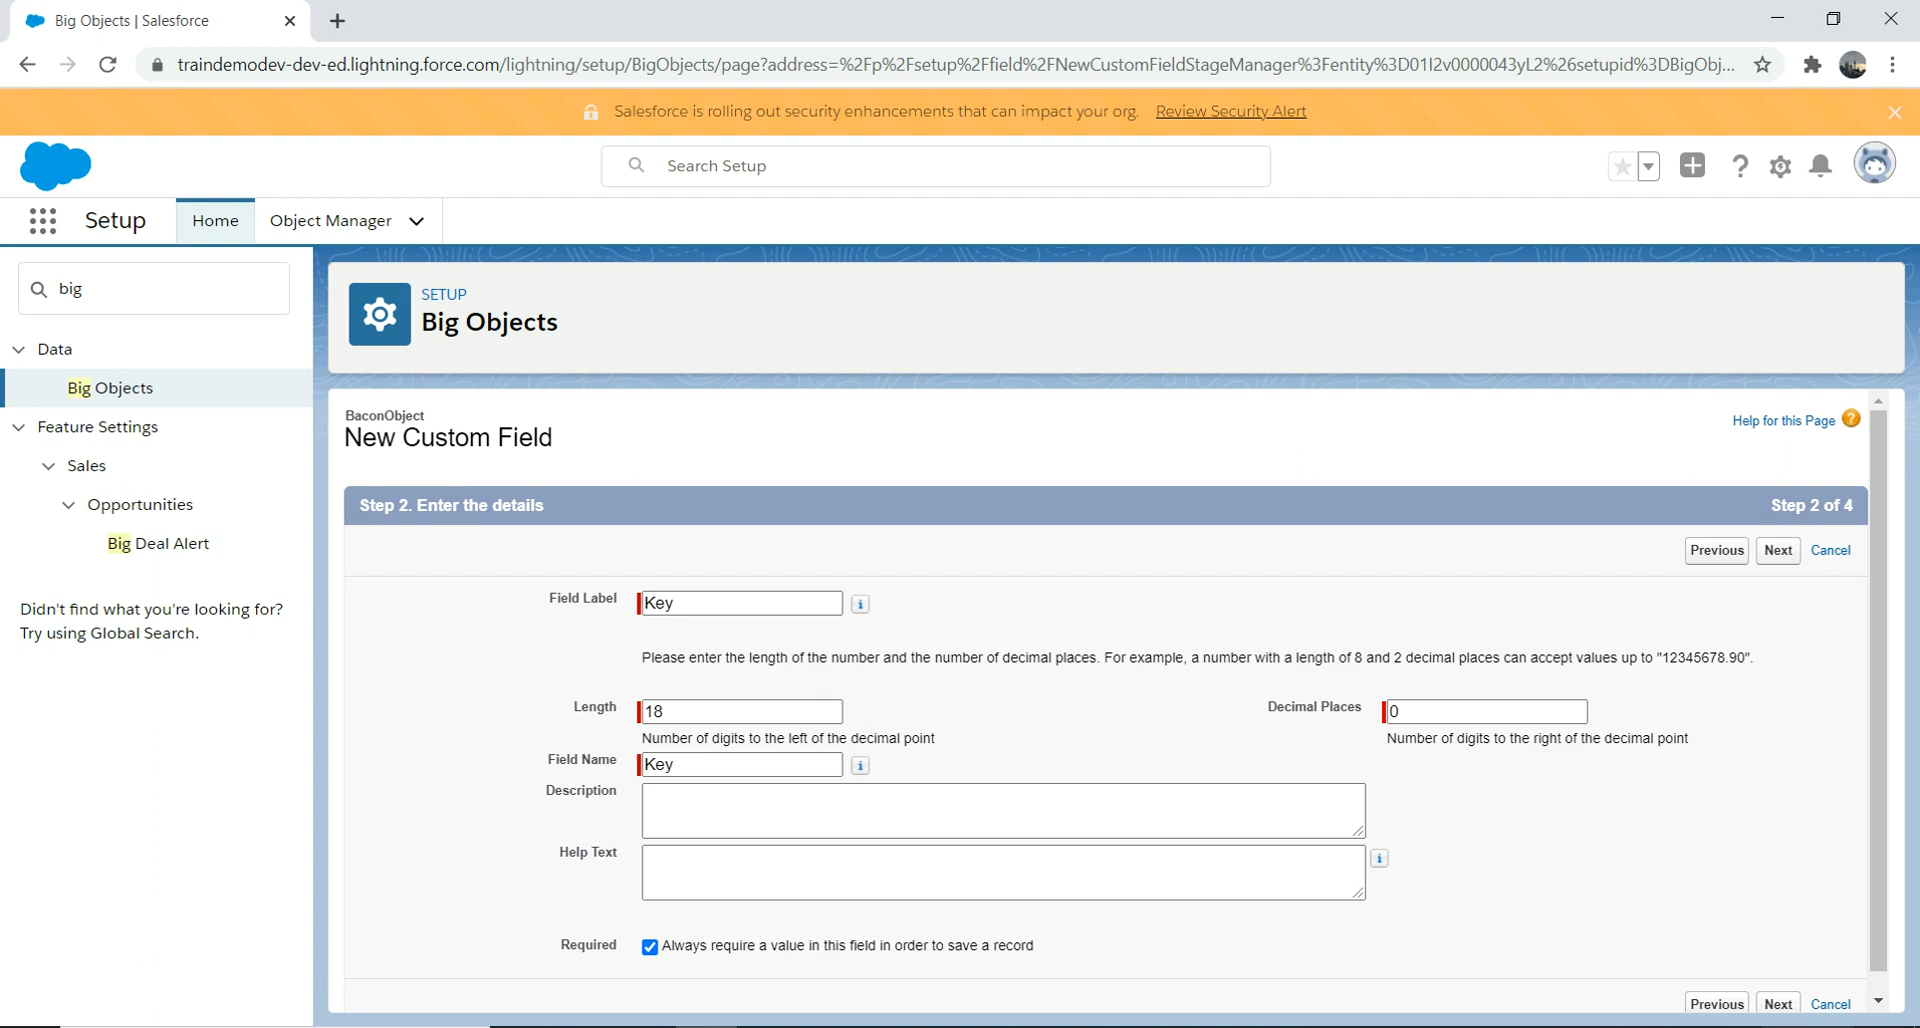 Big Objects | Salesforce
traindemodev-dev-ed.lightning.force.com/lightning/setup/BigObjects/page?address=%2Fp%2Fsetup%2Ffield%2FNewCustomFieldStageManager%3Fentity%3D01I2v0000043yL2%26setupid%3DBigObj...
Salesforce is rolling out security enhancements that can impact your org. Review Security Alert
Search Setup
Setup Home Object Manager
big
Data
Big Objects
Feature Settings
Sales
Opportunities
Big Deal Alert
Didn't find what you're looking for?
Try using Global Search.
SETUP
Big Objects
BaconObject
New Custom Field
Help for this Page
Step 2. Enter the details Step 2 of 4
Previous Next Cancel
Field Label Key
Please enter the length of the number and the number of decimal places. For example, a number with a length of 8 and 2 decimal places can accept values up to "12345678.90".
Length 18 Decimal Places 0
Number of digits to the left of the decimal point Number of digits to the right of the decimal point
Field Name Key
Description
Help Text
Required Always require a value in this field in order to save a record
Previous Next Cancel